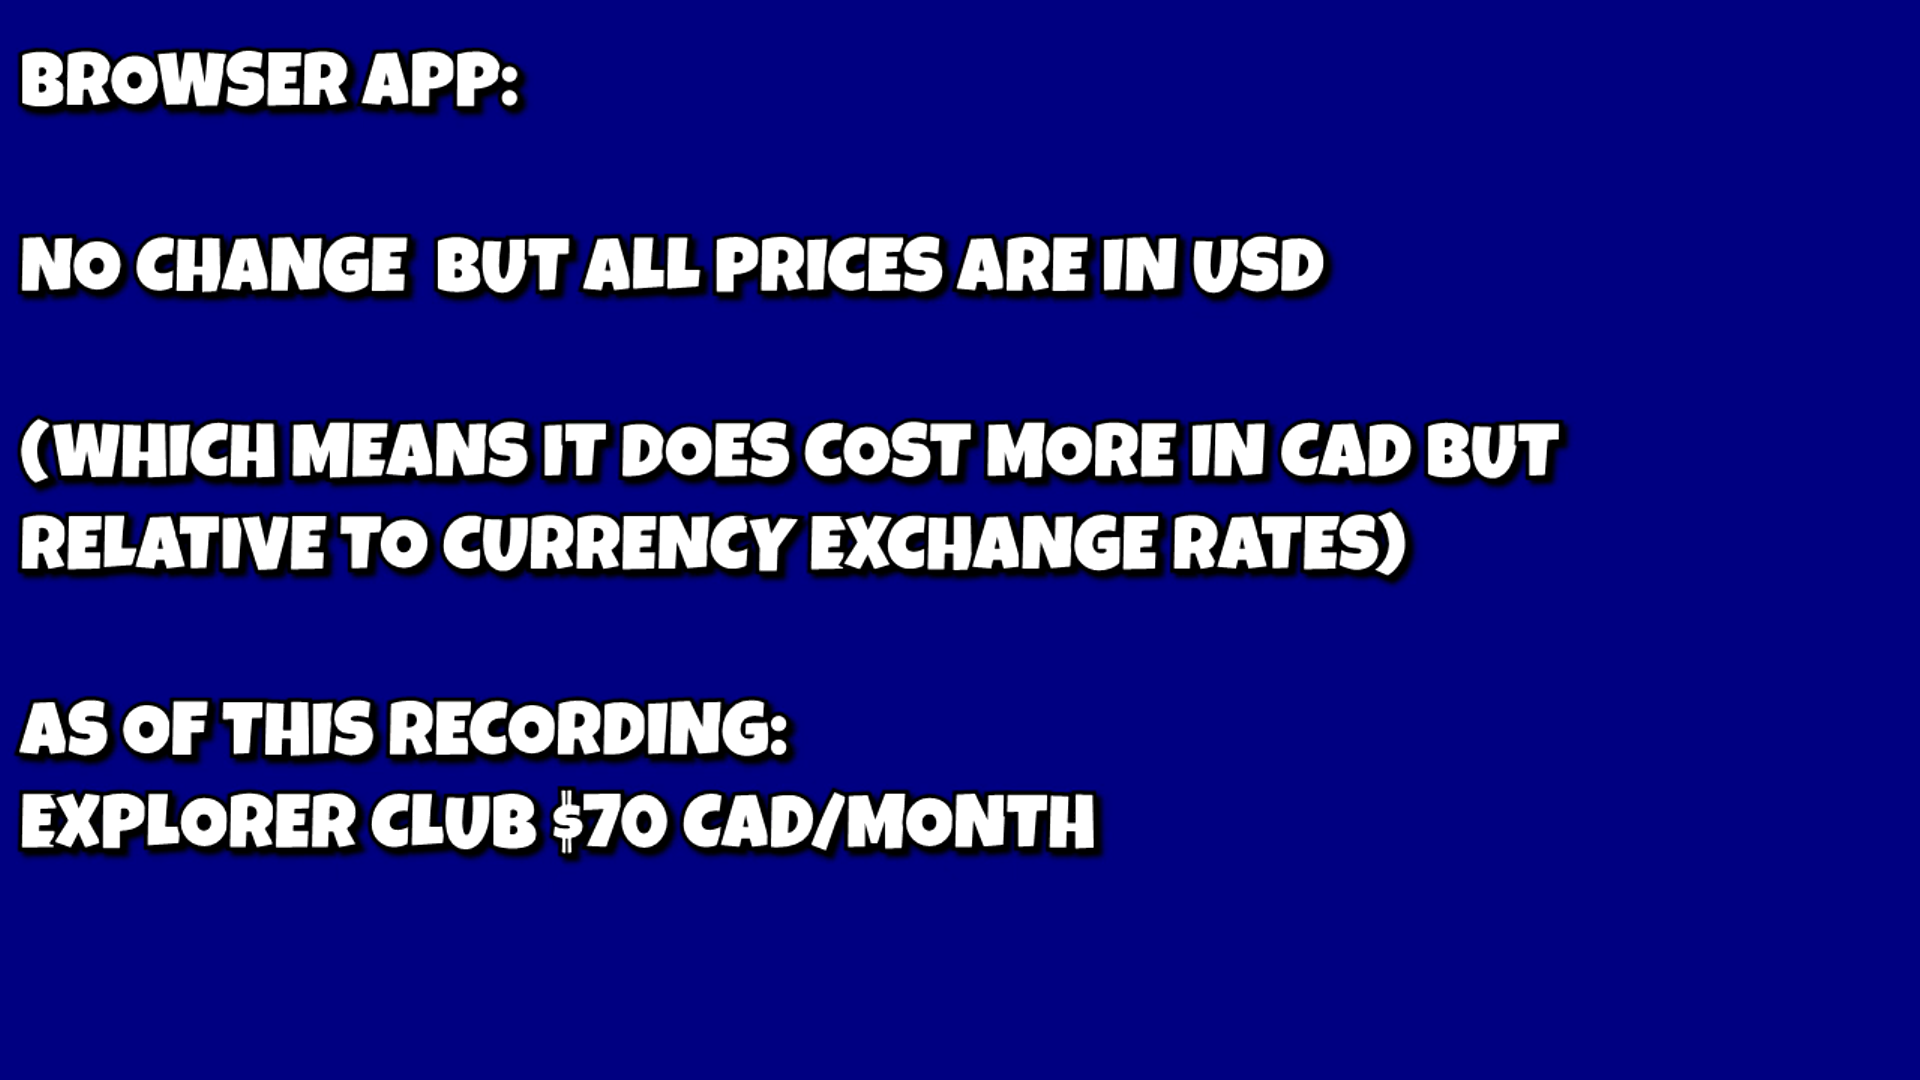 BROWSER APP:
NO CHANGE  BUT ALL PRICES ARE IN USD
(WHICH MEANS IT DOES COST MORE IN CAD BUT
RELATIVE TO CURRENCY EXCHANGE RATES)
AS OF THIS RECORDING:
EXPLORER CLUB $70 CAD/MONTH